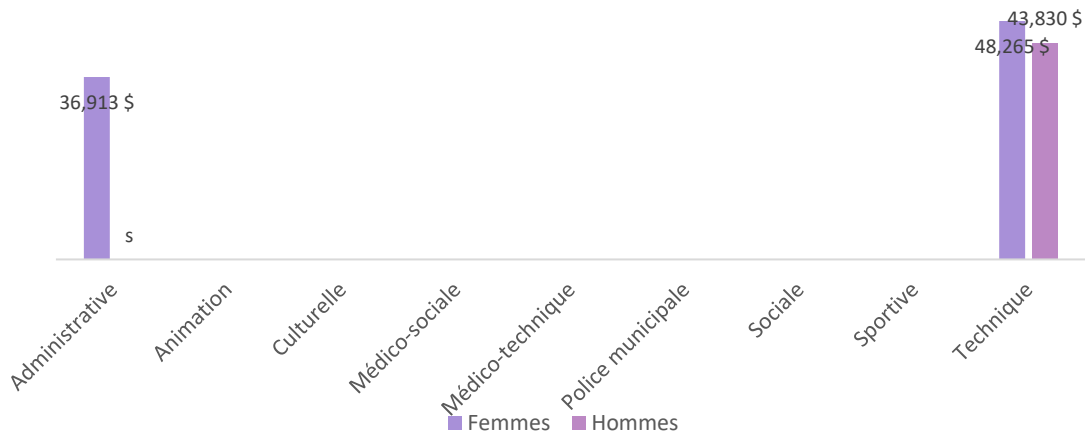 43,830 $
48,265 $
36,913 $
s
Administrative
Animation
Culturelle
Médico-sociale
Médico-technique
Police municipale
Sociale
Sportive
Technique
Femmes Hommes